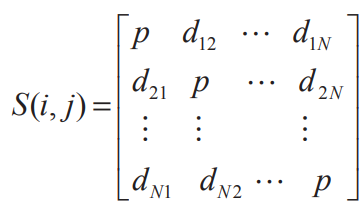 p d₁₂ ⋯ d₁N
d₂₁ p ⋯ d₂N
S(i, j) =
⋮ ⋮ ⋮
dN₁ dN₂ ⋯ p